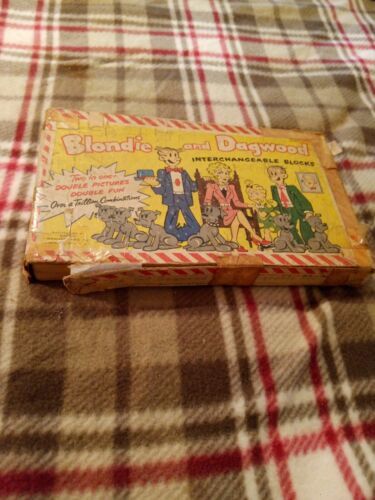 Blondie and Dagwood
INTERCHANGEABLE BLOCKS
Two in one!
DOUBLE PICTURES
DOUBLE FUN
Over a Trillion Combinations